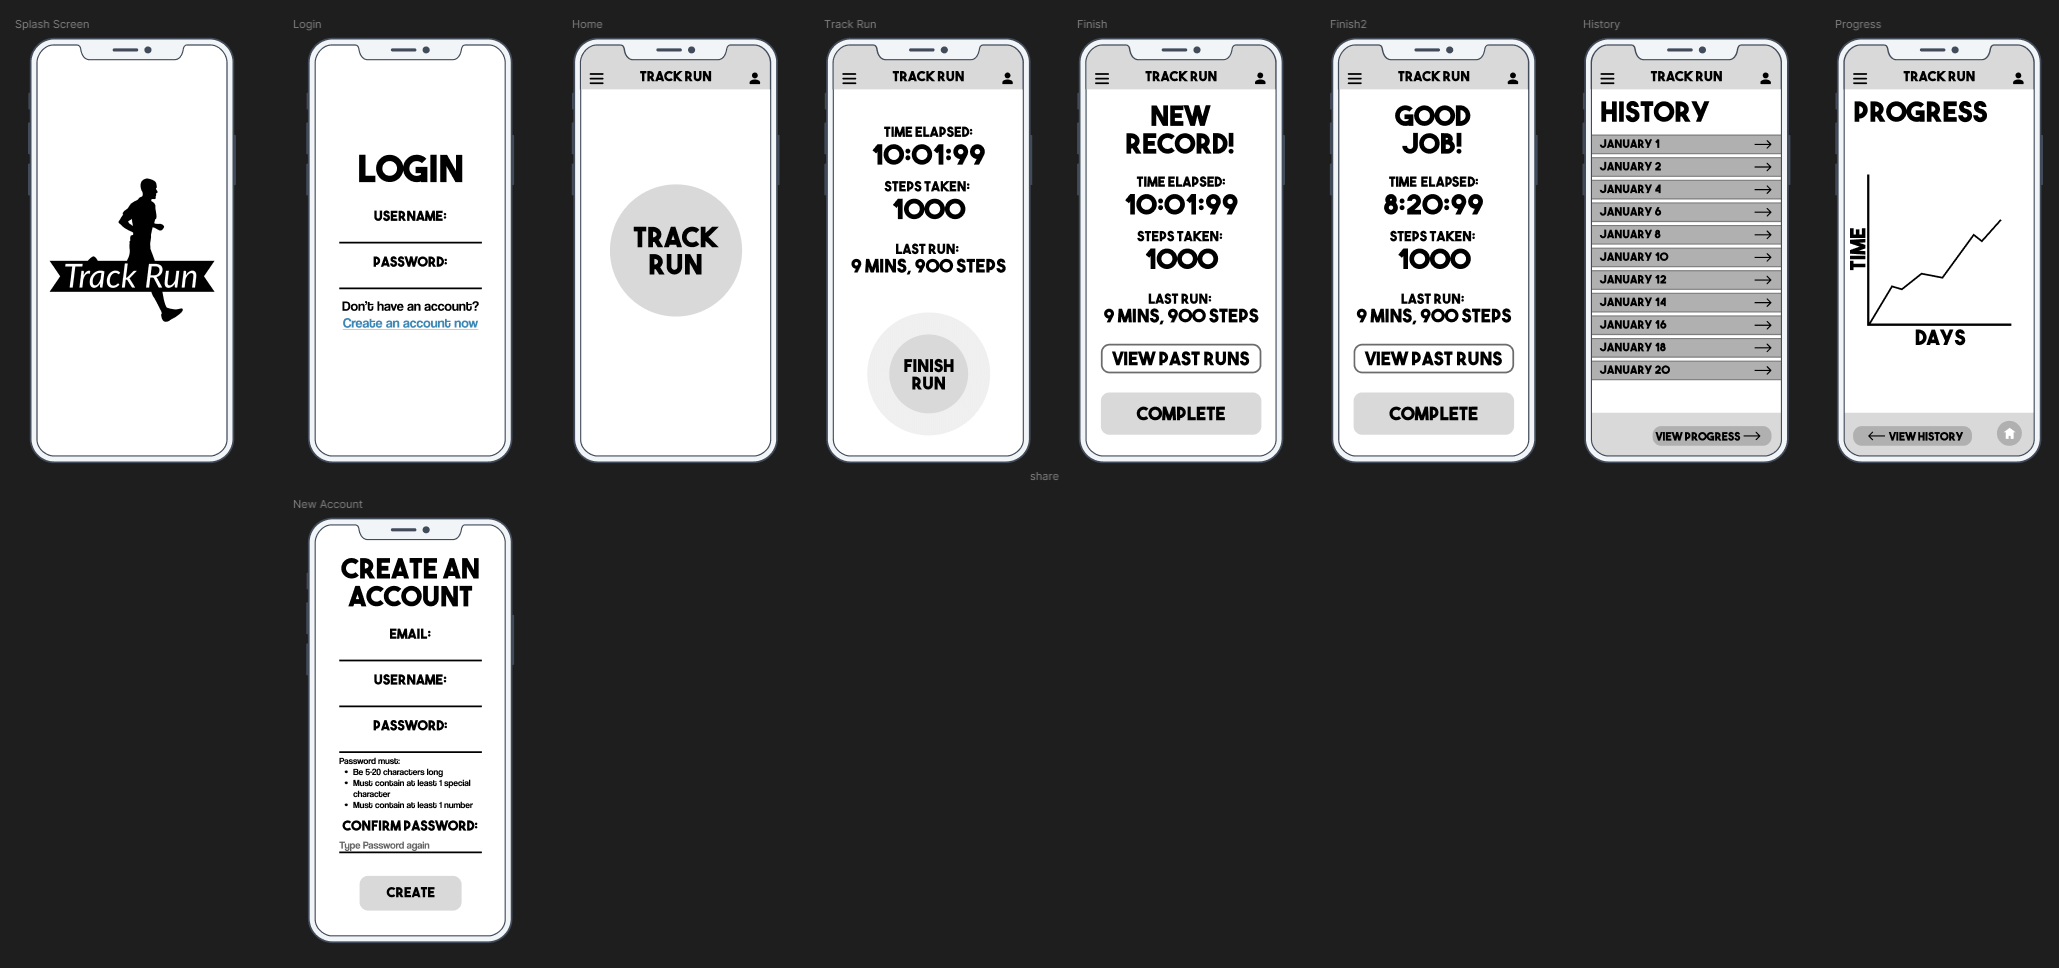 Splash Screen
Track Run
Login
LOGIN
USERNAME:
PASSWORD:
Don't have an account?
Create an account now
Home
TRACK RUN
TRACK
RUN
Track Run
TRACK RUN
TIME ELAPSED:
10:01:99
STEPS TAKEN:
1000
LAST RUN:
9 MINS, 900 STEPS
FINISH
RUN
Finish
TRACK RUN
NEW
RECORD!
TIME ELAPSED:
10:01:99
STEPS TAKEN:
1000
LAST RUN:
9 MINS, 900 STEPS
VIEW PAST RUNS
COMPLETE
Finish2
TRACK RUN
GOOD
JOB!
TIME ELAPSED:
8:20:99
STEPS TAKEN:
1000
LAST RUN:
9 MINS, 900 STEPS
VIEW PAST RUNS
COMPLETE
History
TRACK RUN
HISTORY
JANUARY 1
JANUARY 2
JANUARY 4
JANUARY 6
JANUARY 8
JANUARY 10
JANUARY 12
JANUARY 14
JANUARY 16
JANUARY 18
JANUARY 20
VIEW PROGRESS
Progress
TRACK RUN
PROGRESS
TIME
DAYS
VIEW HISTORY
share
New Account
CREATE AN
ACCOUNT
EMAIL:
USERNAME:
PASSWORD:
Password must:
• Be 5-20 characters long
• Must contain at least 1 special
character
• Must contain at least 1 number
CONFIRM PASSWORD:
Type Password again
CREATE